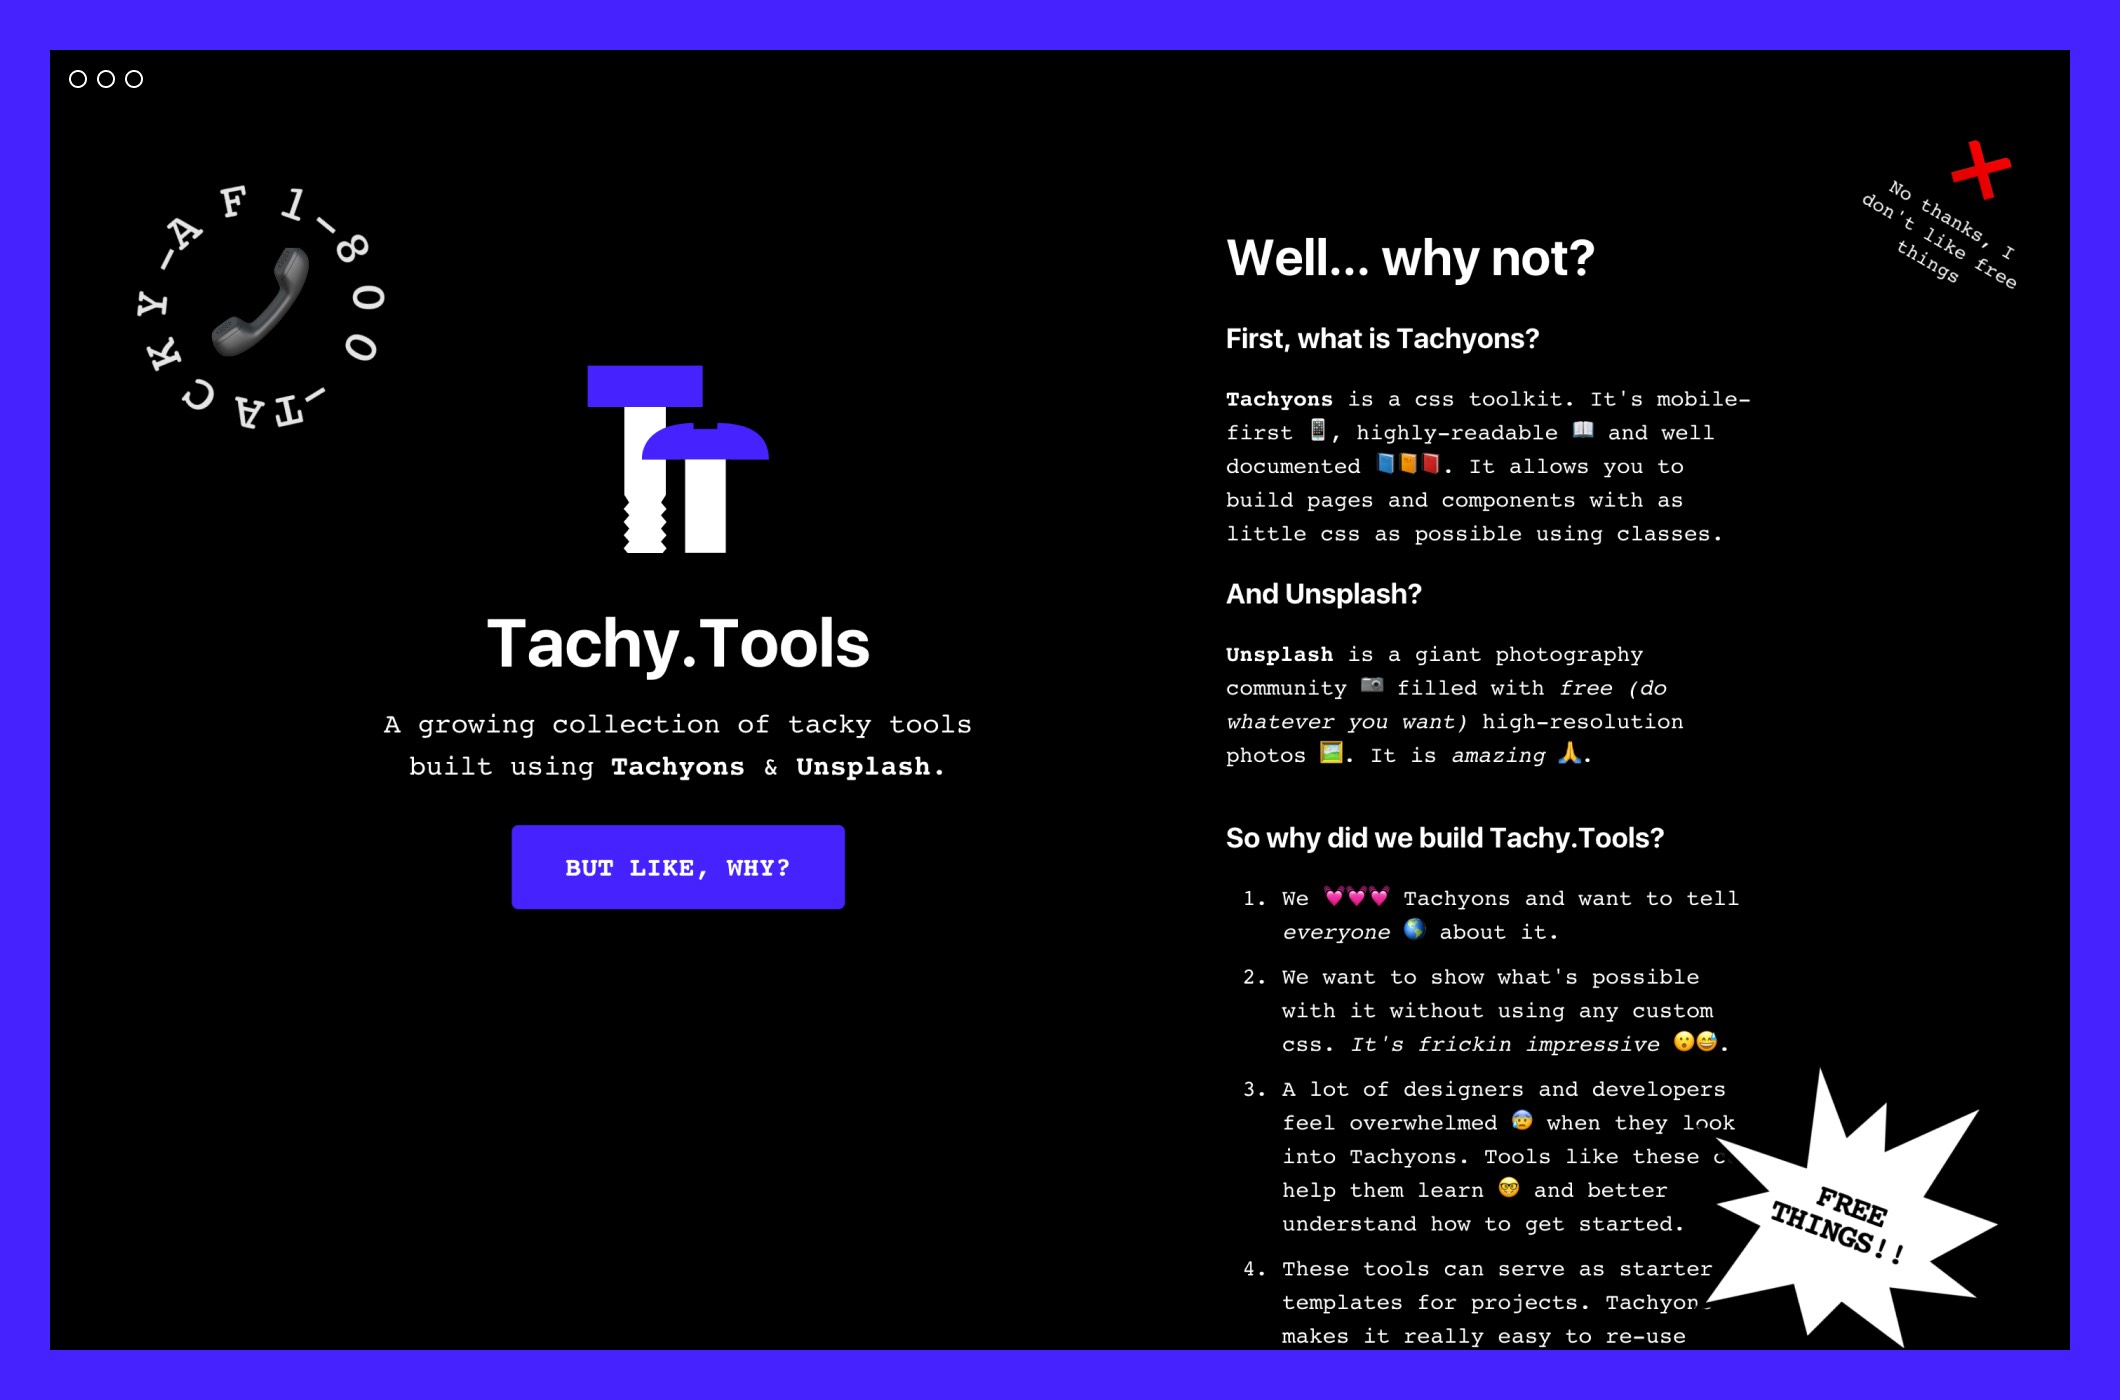 1-800-TACKY-AF
Tachy.Tools
A growing collection of tacky tools
built using Tachyons & Unsplash.
BUT LIKE, WHY?
No thanks, I
don't like free
things
Well... why not?
First, what is Tachyons?
Tachyons is a css toolkit. It's mobile-
first 📱, highly-readable 📖 and well
documented 📘📙📕. It allows you to
build pages and components with as
little css as possible using classes.
And Unsplash?
Unsplash is a giant photography
community 📷 filled with free (do
whatever you want) high-resolution
photos 🖼️. It is amazing 🙏.
So why did we build Tachy.Tools?
1. We 💓💓💓 Tachyons and want to tell
everyone 🌎 about it.
2. We want to show what's possible
with it without using any custom
css. It's frickin impressive 😮😅.
3. A lot of designers and developers
feel overwhelmed 😰 when they look
into Tachyons. Tools like these
help them learn 🤓 and better
understand how to get started.
4. These tools can serve as starter
templates for projects. Tachyons
makes it really easy to re-use
FREE
THINGS!!